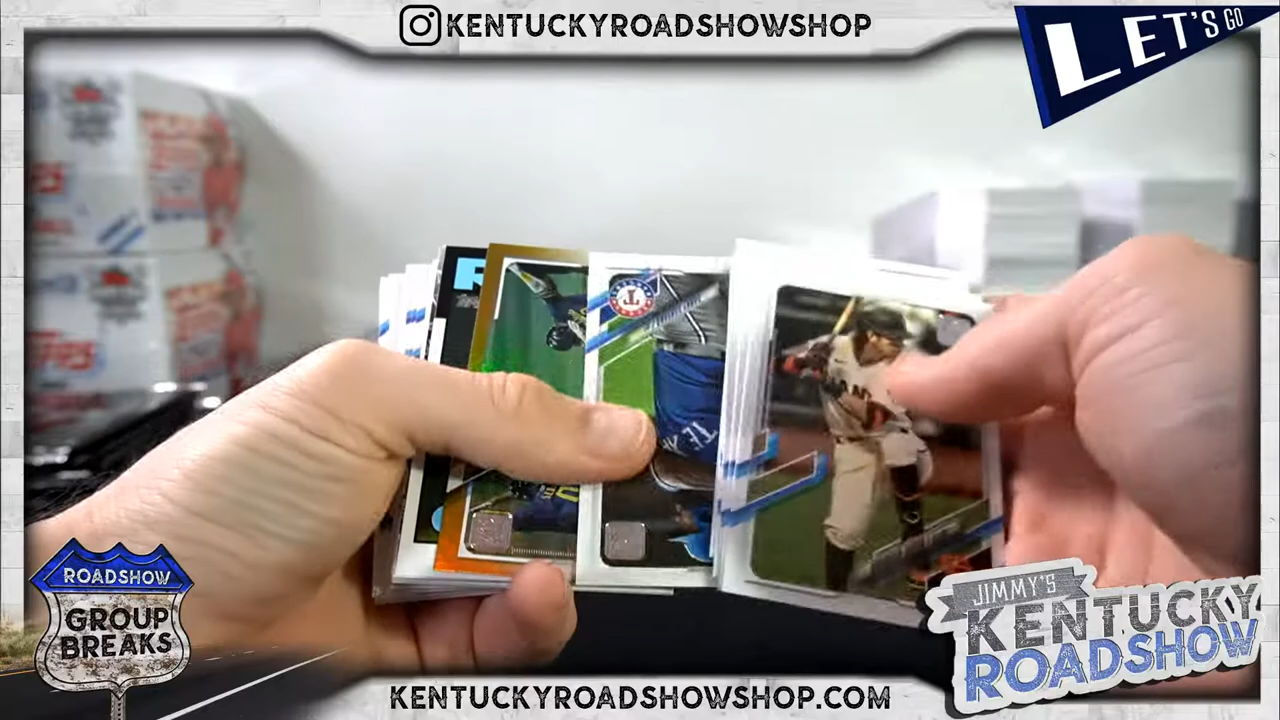 KENTUCKYROADSHOWSHOP
LET'S GO
ROADSHOW
GROUP
BREAKS
JIMMY'S
KENTUCKY
ROADSHOW
KENTUCKYROADSHOWSHOP.COM